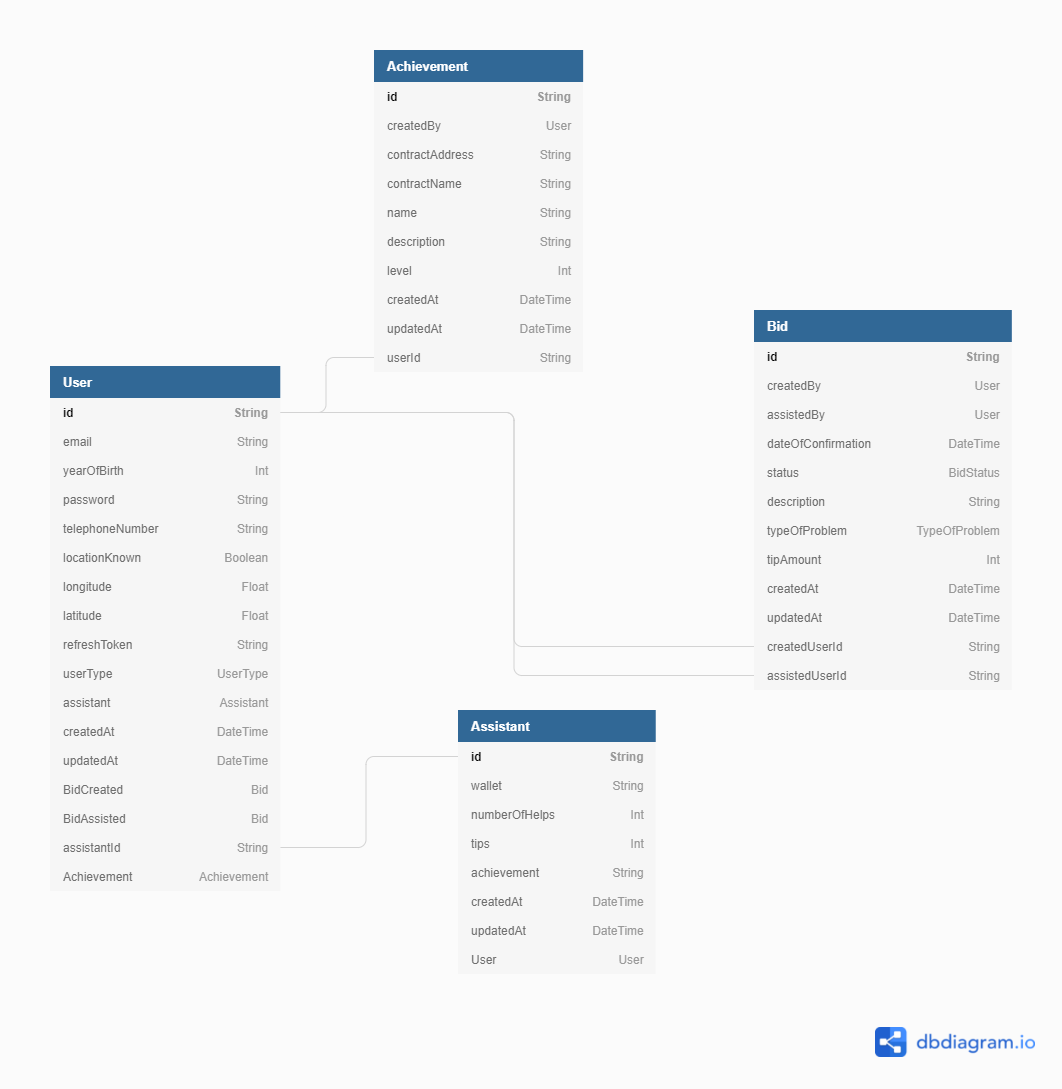 Achievement
id String
createdBy User
contractAddress String
contractName String
name String
description String
level Int
createdAt DateTime
updatedAt DateTime
userId String
Bid
id String
createdBy User
assistedBy User
dateOfConfirmation DateTime
status BidStatus
description String
typeOfProblem TypeOfProblem
tipAmount Int
createdAt DateTime
updatedAt DateTime
createdUserId String
assistedUserId String
User
id String
email String
yearOfBirth Int
password String
telephoneNumber String
locationKnown Boolean
longitude Float
latitude Float
refreshToken String
userType UserType
assistant Assistant
createdAt DateTime
updatedAt DateTime
BidCreated Bid
BidAssisted Bid
assistantId String
Achievement Achievement
Assistant
id String
wallet String
numberOfHelps Int
tips Int
achievement String
createdAt DateTime
updatedAt DateTime
User User
dbdiagram.io